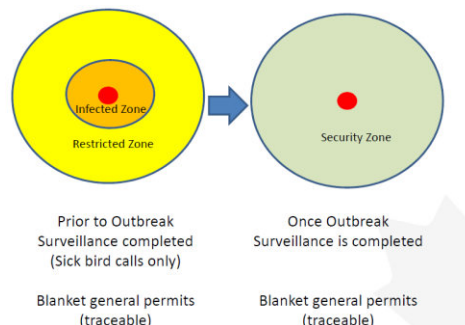 Infected Zone
Restricted Zone
Security Zone
Prior to Outbreak
Surveillance completed
(Sick bird calls only)
Blanket general permits
(traceable)
Once Outbreak
Surveillance is completed
Blanket general permits
(traceable)